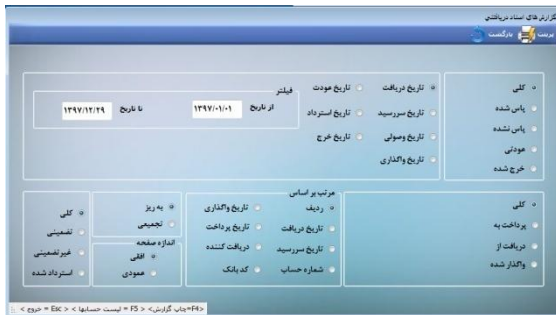 گزارش های اسناد دریافتنی
پرینت بازگشت
کلی
پاس شده
پاس نشده
عودتی
خرج شده
تاریخ دریافت
تاریخ سررسید
تاریخ وصولی
تاریخ واگذاری
تاریخ عودت
تاریخ استرداد
تاریخ خرج
فیلتر
از تاریخ ۱۳۹۷/۰۱/۰۱ تا تاریخ ۱۳۹۷/۱۲/۲۹
کلی
پرداخت به
دریافت از
واگذار شده
مرتب بر اساس
ردیف
تاریخ دریافت
تاریخ سررسید
شماره حساب
تاریخ واگذاری
تاریخ پرداخت
دریافت کننده
کد بانک
به ریز
تجمیعی
اندازه صفحه
افقی
عمودی
کلی
تضمینی
غیر تضمینی
استرداد شده
<F4=چاپ گزارش> < F5 = لیست حسابها > < Esc = خروج >